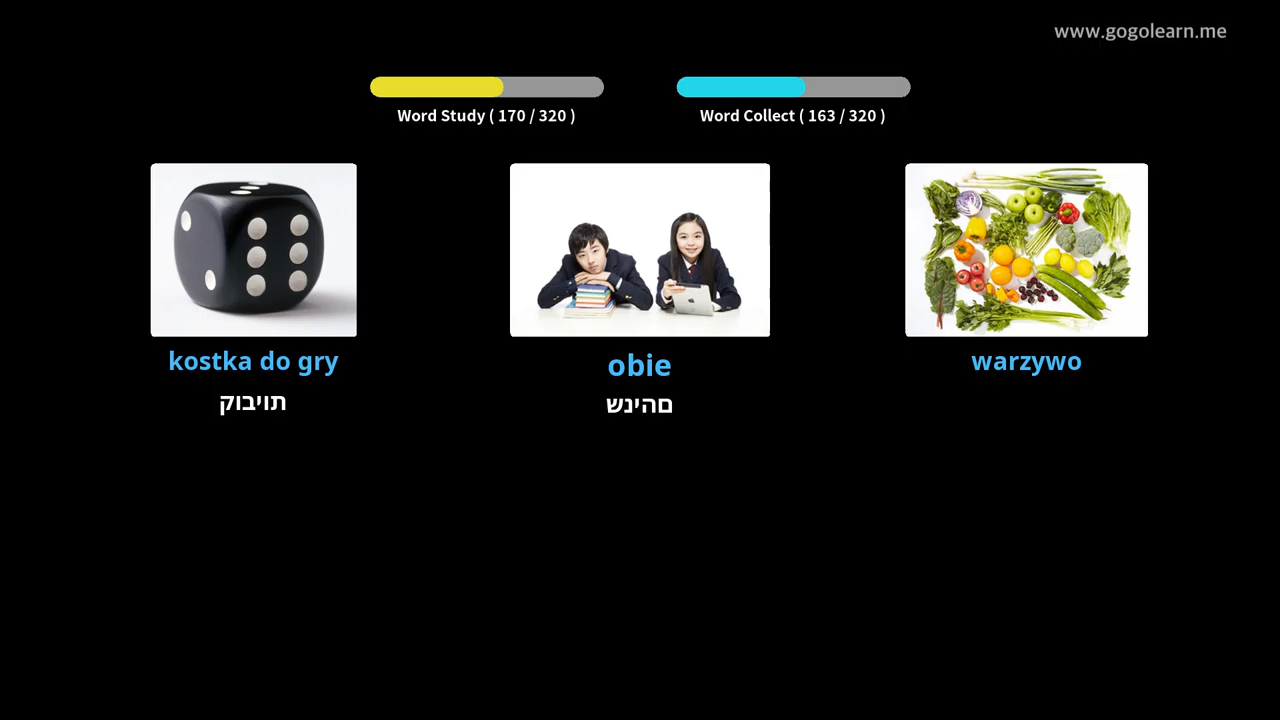 www.gogolearn.me
Word Study ( 170 / 320 )
Word Collect ( 163 / 320 )
kostka do gry
תויבוק
obie
םהינש
warzywo